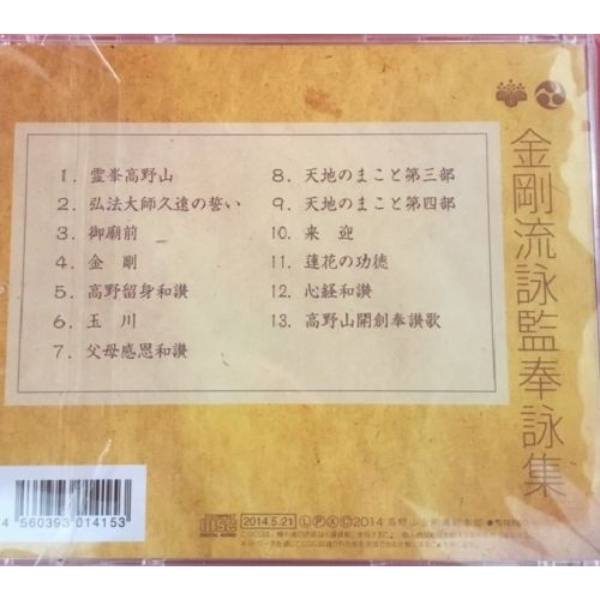 金剛流詠監奉詠集
1. 霊峯高野山
2. 弘法大師久遠の誓い
3. 御廟前
4. 金 剛
5. 高野留身和讃
6. 玉 川
7. 父母感恩和讃
8. 天地のまこと第三部
9. 天地のまこと第四部
10. 来 迎
11. 蓮花の功徳
12. 心経和讃
13. 高野山開創奉讃歌
4 560393 014153
2014.5.21 Ⓛ Ⓟ Ⓧ Ⓒ2014